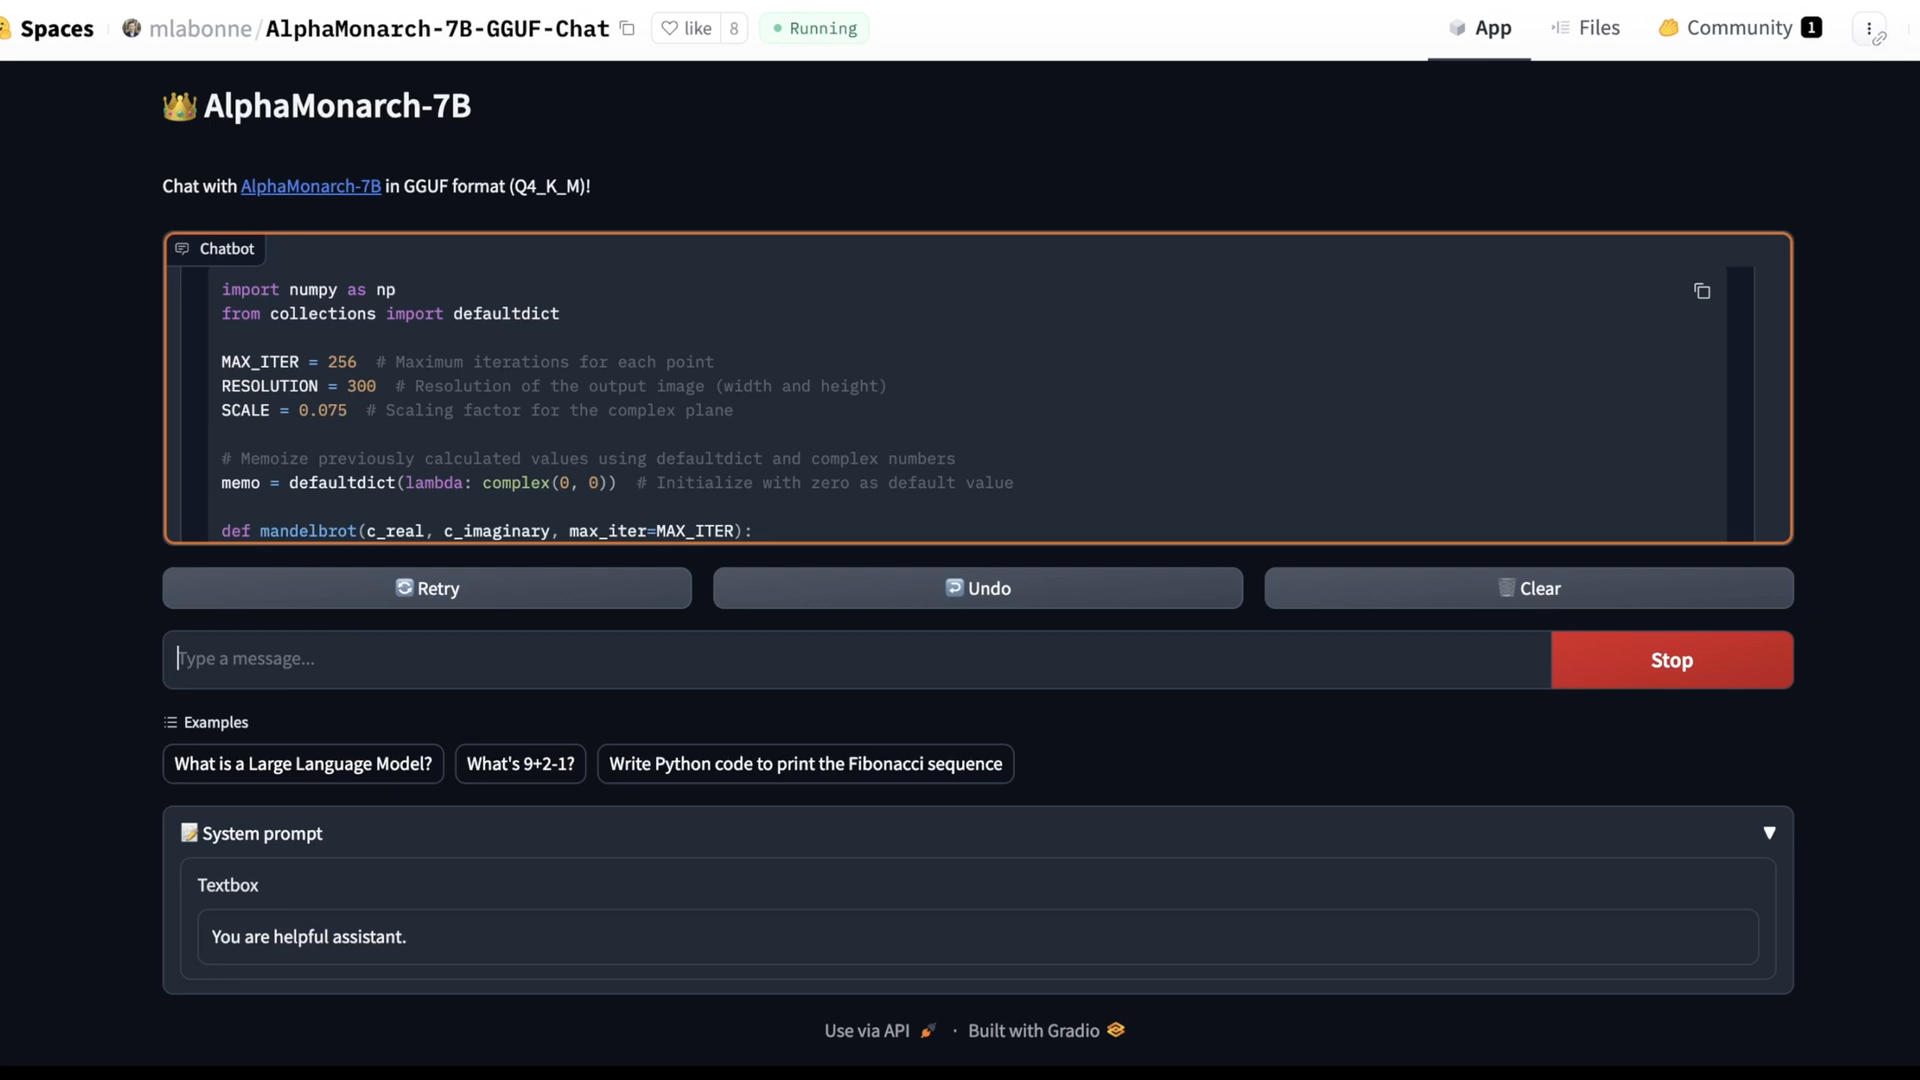 Spaces mlabonne/AlphaMonarch-7B-GGUF-Chat like 8 Running App Files Community 1
AlphaMonarch-7B
Chat with AlphaMonarch-7B in GGUF format (Q4_K_M)!
Chatbot
import numpy as np
from collections import defaultdict
MAX_ITER = 256  # Maximum iterations for each point
RESOLUTION = 300  # Resolution of the output image (width and height)
SCALE = 0.075  # Scaling factor for the complex plane
# Memoize previously calculated values using defaultdict and complex numbers
memo = defaultdict(lambda: complex(0, 0))  # Initialize with zero as default value
def mandelbrot(c_real, c_imaginary, max_iter=MAX_ITER):
Retry Undo Clear
Type a message... Stop
Examples
What is a Large Language Model? What's 9+2-1? Write Python code to print the Fibonacci sequence
System prompt
Textbox
You are helpful assistant.
Use via API · Built with Gradio